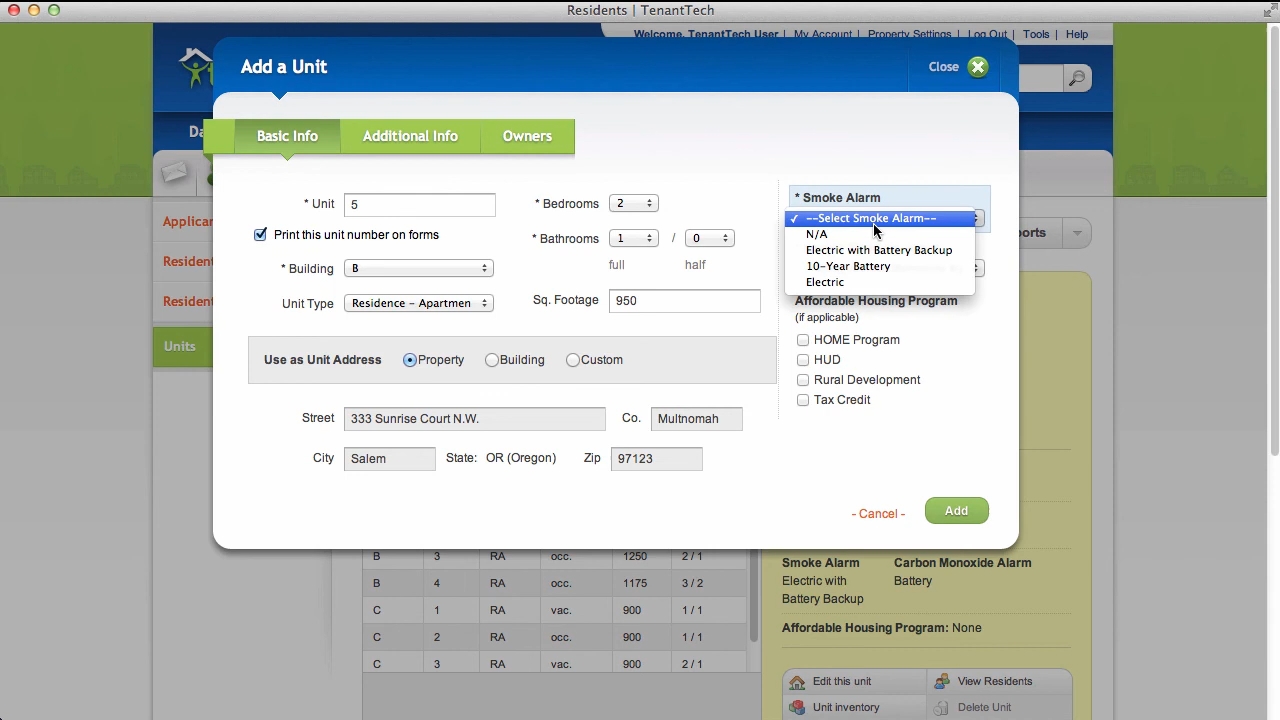 Residents | TenantTech
Welcome, TenantTech User | My Account | Property Settings | Log Out | Tools | Help
Add a Unit
Close
Basic Info
Additional Info
Owners
* Unit
5
Print this unit number on forms
* Building
B
Unit Type
Residence – Apartmen
* Bedrooms
2
* Bathrooms
1
/
0
full
half
Sq. Footage
950
* Smoke Alarm
--Select Smoke Alarm--
N/A
Electric with Battery Backup
10-Year Battery
Electric
Affordable Housing Program
(if applicable)
HOME Program
HUD
Rural Development
Tax Credit
Use as Unit Address
Property
Building
Custom
Street
333 Sunrise Court N.W.
Co.
Multnomah
City
Salem
State: OR (Oregon)
Zip
97123
- Cancel -
Add
Units
B 3 RA occ. 1250 2 / 1
B 4 RA occ. 1175 3 / 2
C 1 RA vac. 900 1 / 1
C 2 RA occ. 900 1 / 1
C 3 RA vac. 900 2 / 1
Smoke Alarm
Electric with
Battery Backup
Carbon Monoxide Alarm
Battery
Affordable Housing Program: None
Edit this unit
View Residents
Unit inventory
Delete Unit